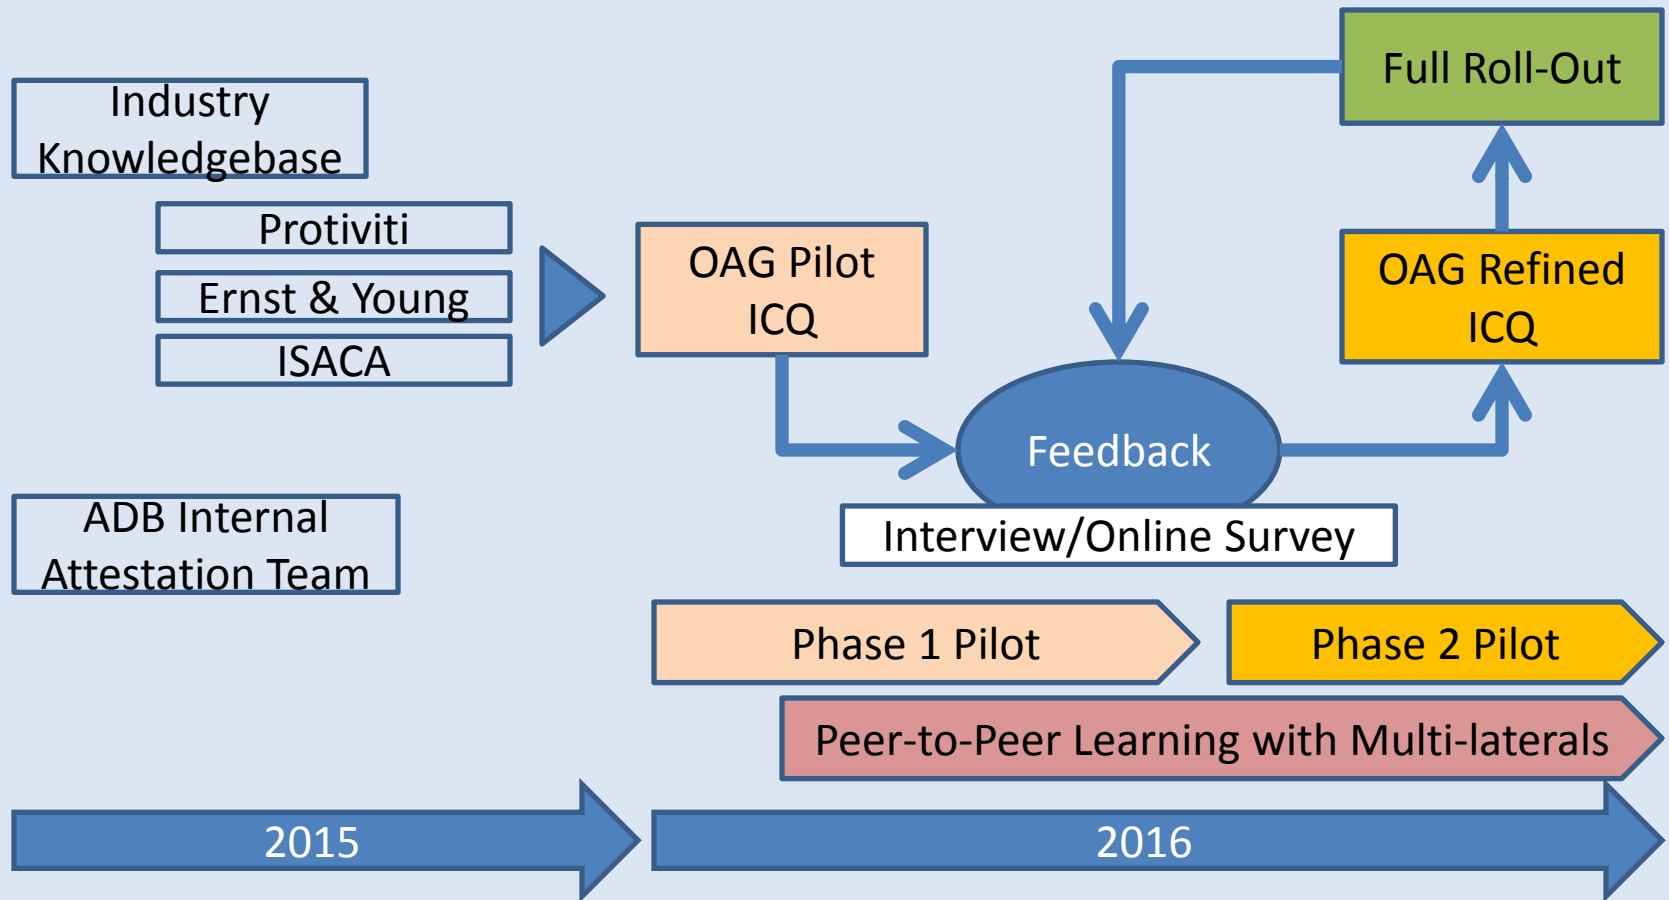 Industry
Knowledgebase
Protiviti
Ernst & Young
ISACA
ADB Internal
Attestation Team
OAG Pilot
ICQ
Feedback
Interview/Online Survey
Full Roll-Out
OAG Refined
ICQ
Phase 1 Pilot
Phase 2 Pilot
Peer-to-Peer Learning with Multi-laterals
2015
2016